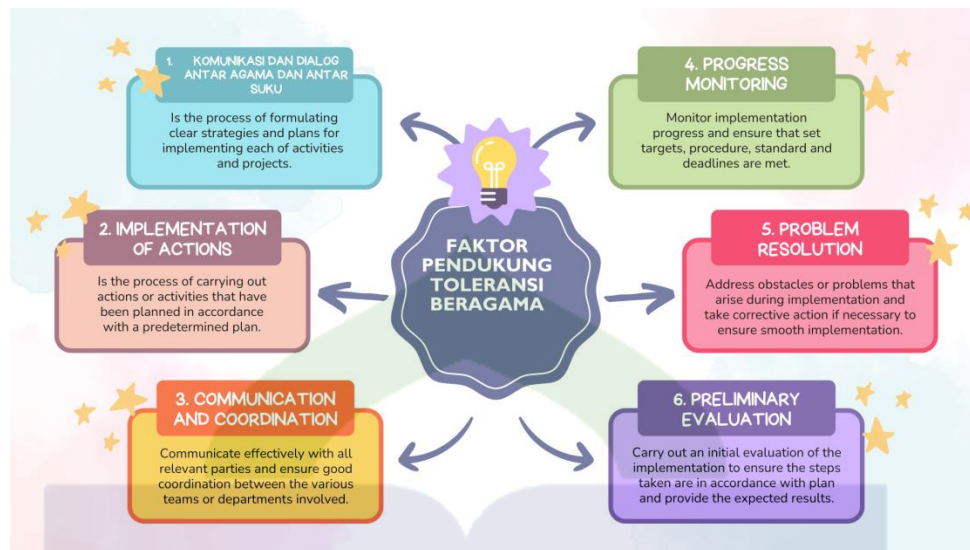 1. KOMUNIKASI DAN DIALOG
ANTAR AGAMA DAN ANTAR
SUKU
Is the process of formulating
clear strategies and plans for
implementing each of activities
and projects.
2. IMPLEMENTATION
OF ACTIONS
Is the process of carrying out
actions or activities that have
been planned in accordance
with a predetermined plan.
3. COMMUNICATION
AND COORDINATION
Communicate effectively with all
relevant parties and ensure good
coordination between the various
teams or departments involved.
FAKTOR
PENDUKUNG
TOLERANSI
BERAGAMA
4. PROGRESS
MONITORING
Monitor implementation
progress and ensure that set
targets, procedure, standard and
deadlines are met.
5. PROBLEM
RESOLUTION
Address obstacles or problems that
arise during implementation and
take corrective action if necessary to
ensure smooth implementation.
6. PRELIMINARY
EVALUATION
Carry out an initial evaluation of the
implementation to ensure the steps
taken are in accordance with plan
and provide the expected results.